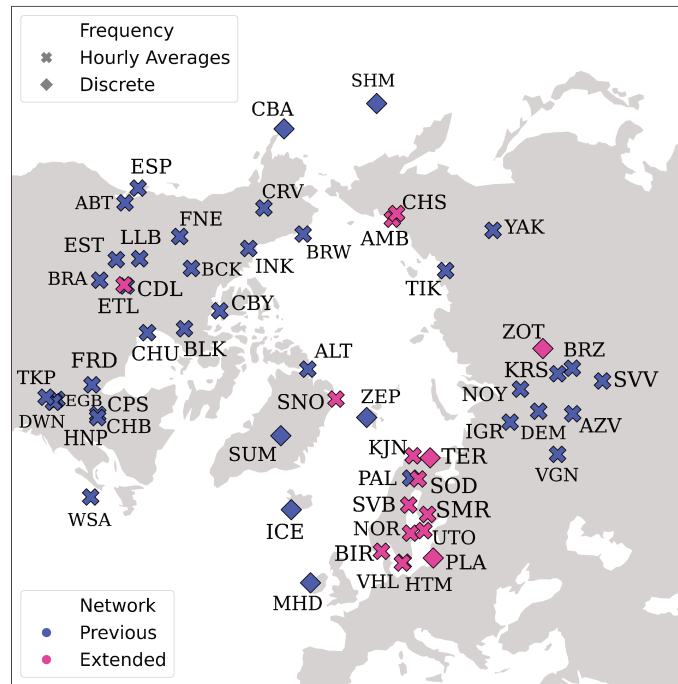 Frequency
Hourly Averages
Discrete
SHM
CBA
ESP
ABT
CRV
CHS
FNE
AMB
YAK
EST
LLB
BRW
INK
BCK
BRA
CDL
TIK
ETL
CBY
ZOT
CHU
BLK
ALT
BRZ
FRD
KRS
SVV
TKP
SNO
ZEP
NOY
EGB
CPS
DWN
CHB
HNP
IGR
DEM
AZV
SUM
KJN
TER
VGN
PAL
SOD
WSA
SVB
SMR
ICE
NOR
UTO
BIR
PLA
VHL
HTM
MHD
Network
Previous
Extended